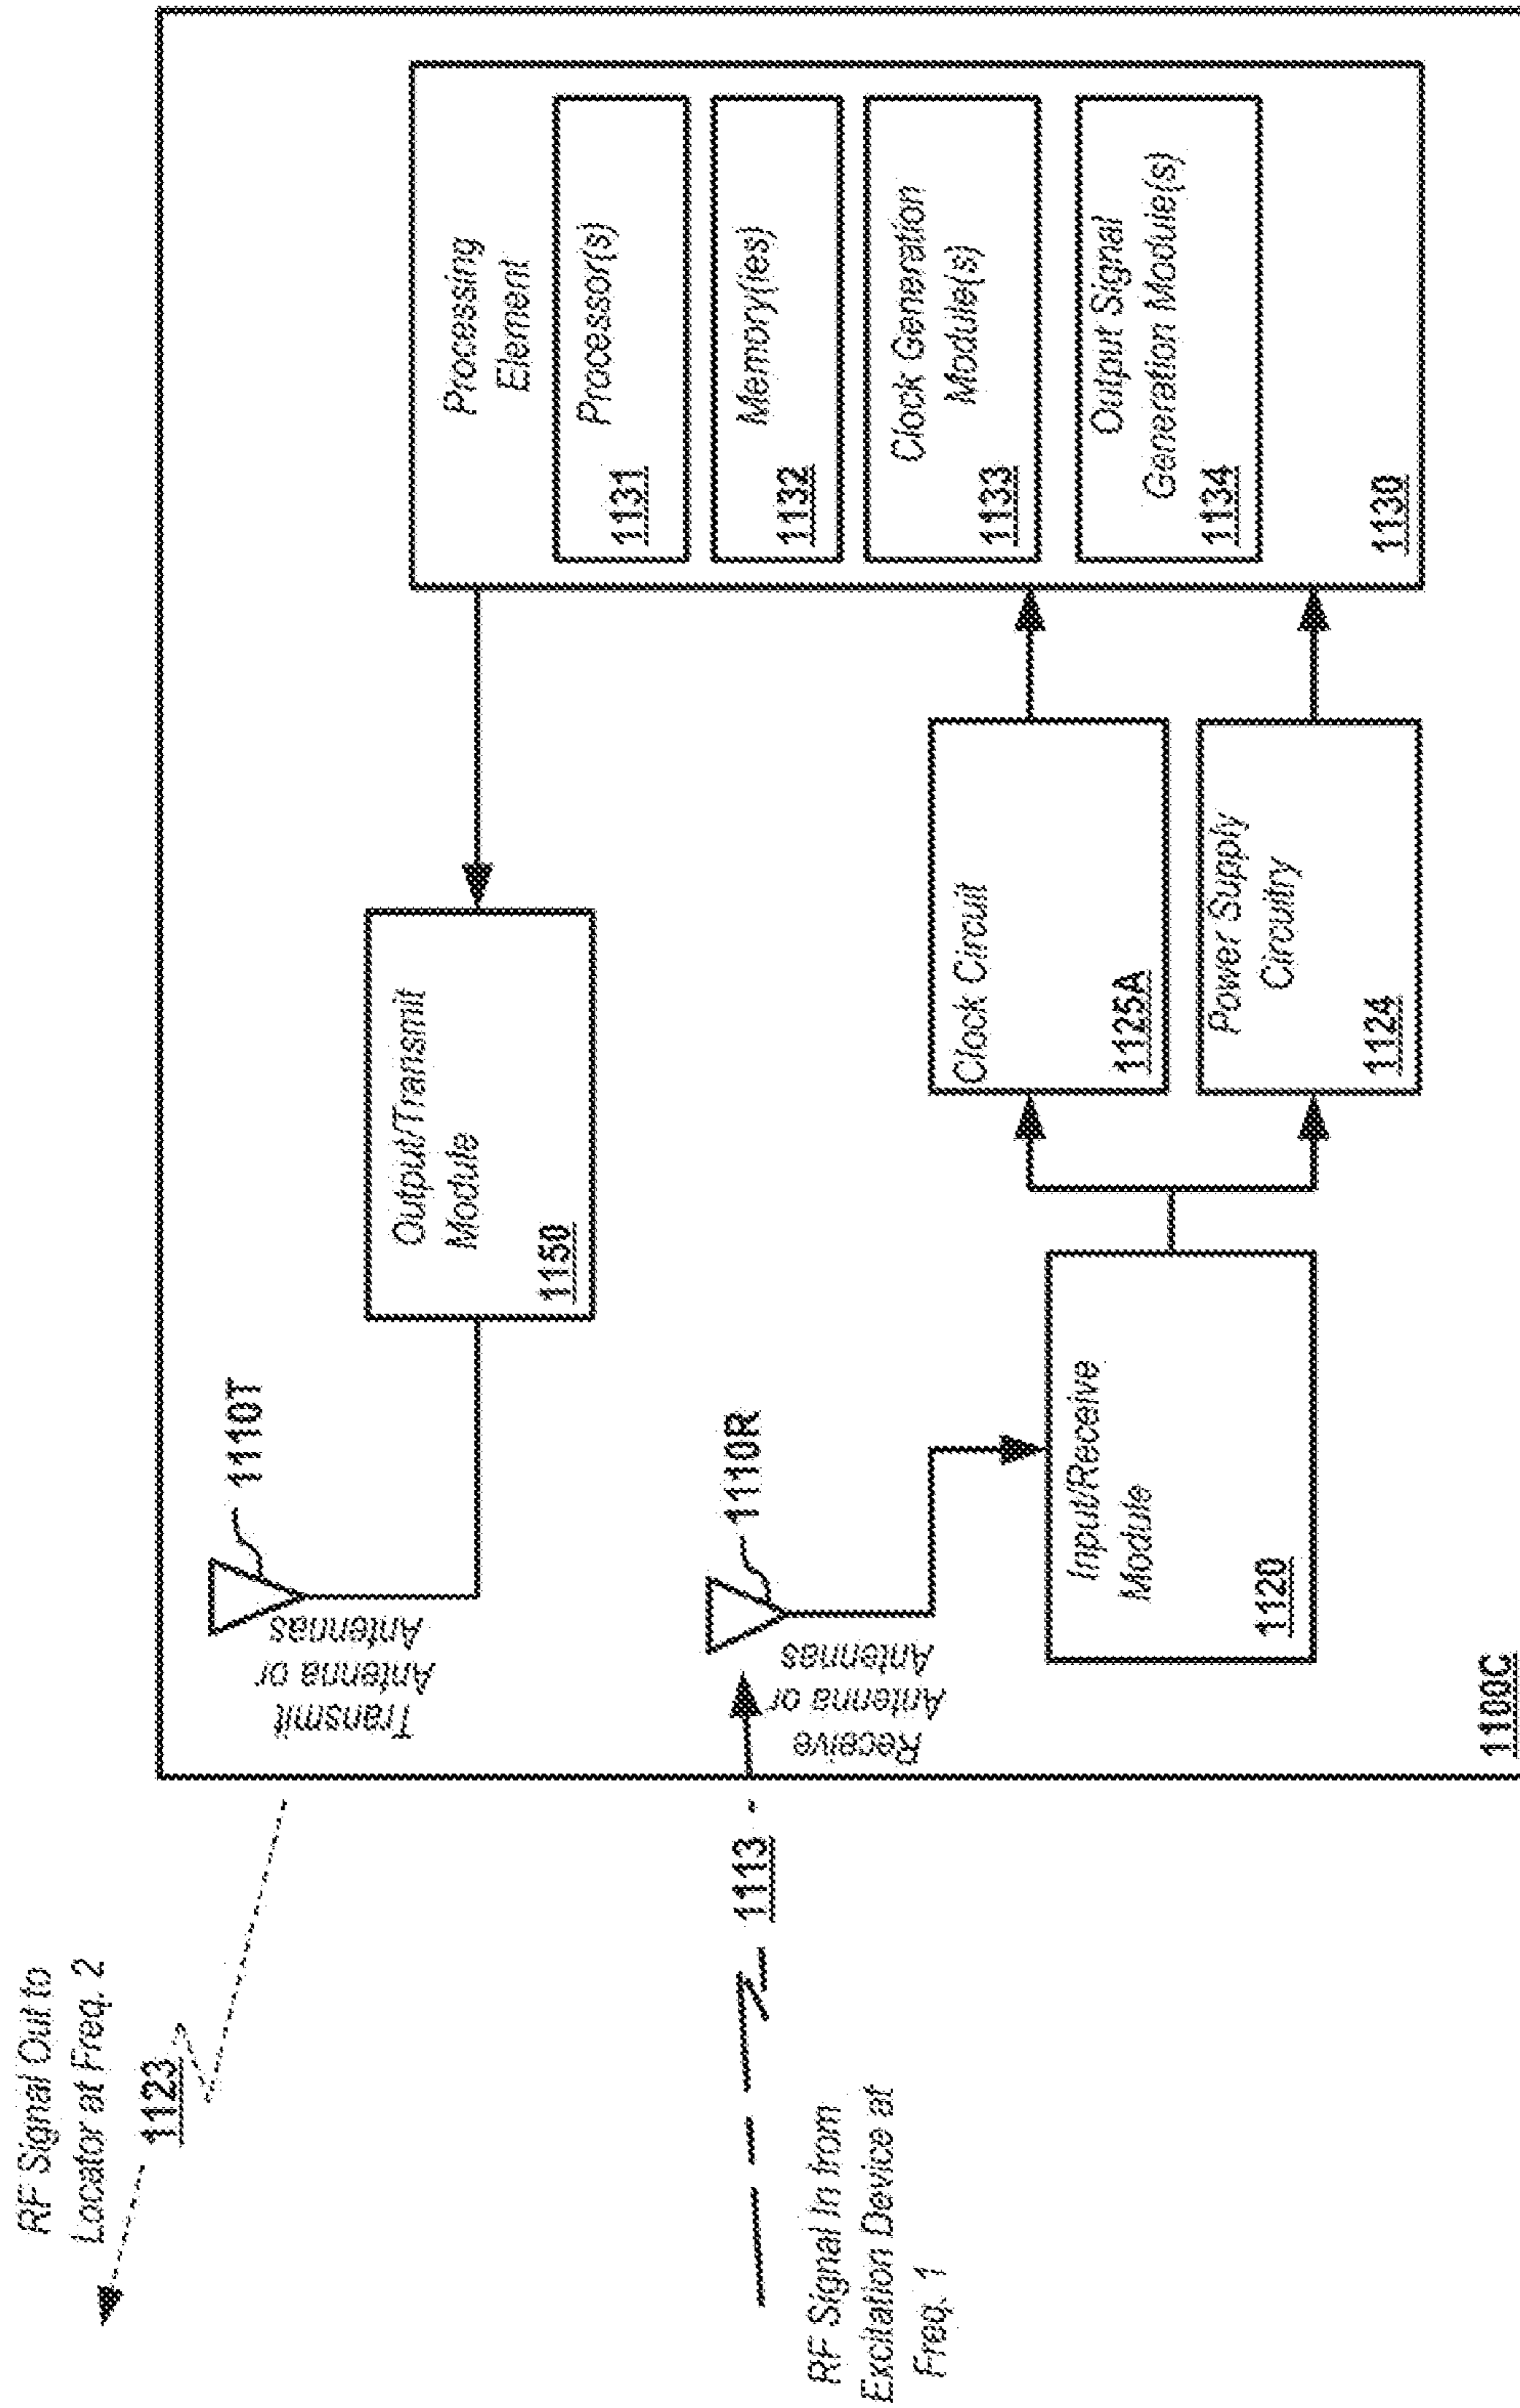 RF Signal Out to
Locator at Freq. 2
1123
RF Signal In from
Excitation Device at
Freq. 1
1113
1110T
Transmit
Antenna or
Antennas
1110R
Receive
Antenna or
Antennas
Output/Transmit
Module
1150
Input/Receive
Module
1120
Clock Circuit
1125A
Power Supply
Circuitry
1124
Processing
Element
Processor(s)
1131
Memory(ies)
1132
Clock Generation
Module(s)
1133
Output Signal
Generation Module(s)
1134
1130
1100C